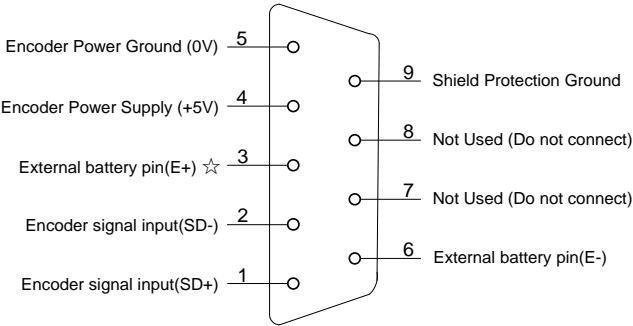 Encoder Power Ground (0V) 5
9 Shield Protection Ground
Encoder Power Supply (+5V) 4
8 Not Used (Do not connect)
External battery pin(E+) ☆ 3
7 Not Used (Do not connect)
Encoder signal input(SD-) 2
6 External battery pin(E-)
Encoder signal input(SD+) 1